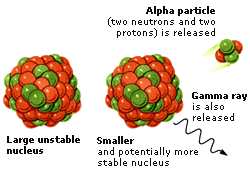 Alpha particle
(two neutrons and two
protons) is released
Gamma ray
is also
released
Large unstable
nucleus
Smaller
and potentially more
stable nucleus